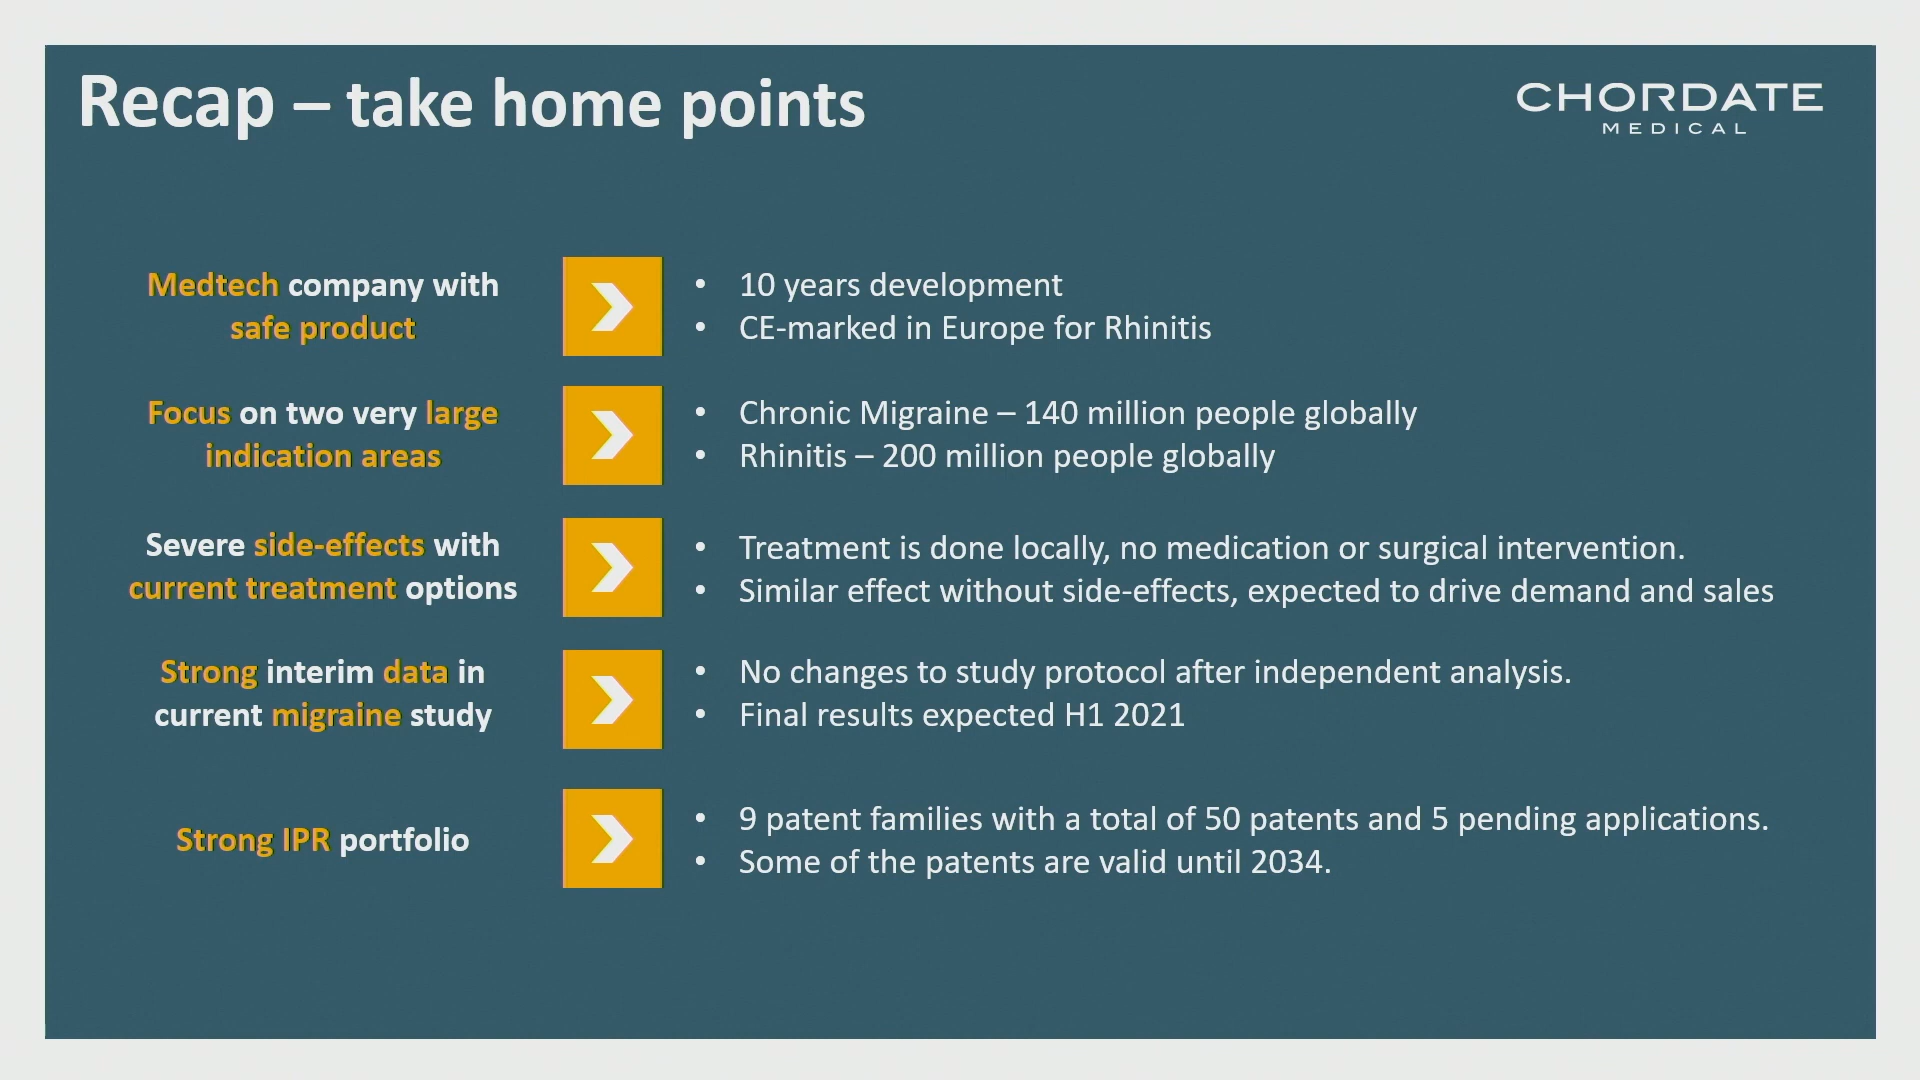 Recap – take home points
CHORDATE
MEDICAL
Medtech company with
safe product
• 10 years development
• CE-marked in Europe for Rhinitis
Focus on two very large
indication areas
• Chronic Migraine – 140 million people globally
• Rhinitis – 200 million people globally
Severe side-effects with
current treatment options
• Treatment is done locally, no medication or surgical intervention.
• Similar effect without side-effects, expected to drive demand and sales
Strong interim data in
current migraine study
• No changes to study protocol after independent analysis.
• Final results expected H1 2021
Strong IPR portfolio
• 9 patent families with a total of 50 patents and 5 pending applications.
• Some of the patents are valid until 2034.